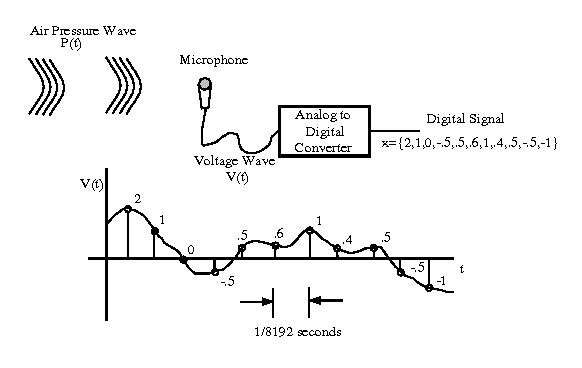 Air Pressure Wave
P(t)
Microphone
Analog to
Digital
Converter
Digital Signal
x={2,1,0,-.5,.5,.6,1,.4,.5,-.5,-1}
Voltage Wave
V(t)
V(t)
2
1
0
-.5
.5
.6
1
.4
.5
-.5
-1
t
1/8192 seconds